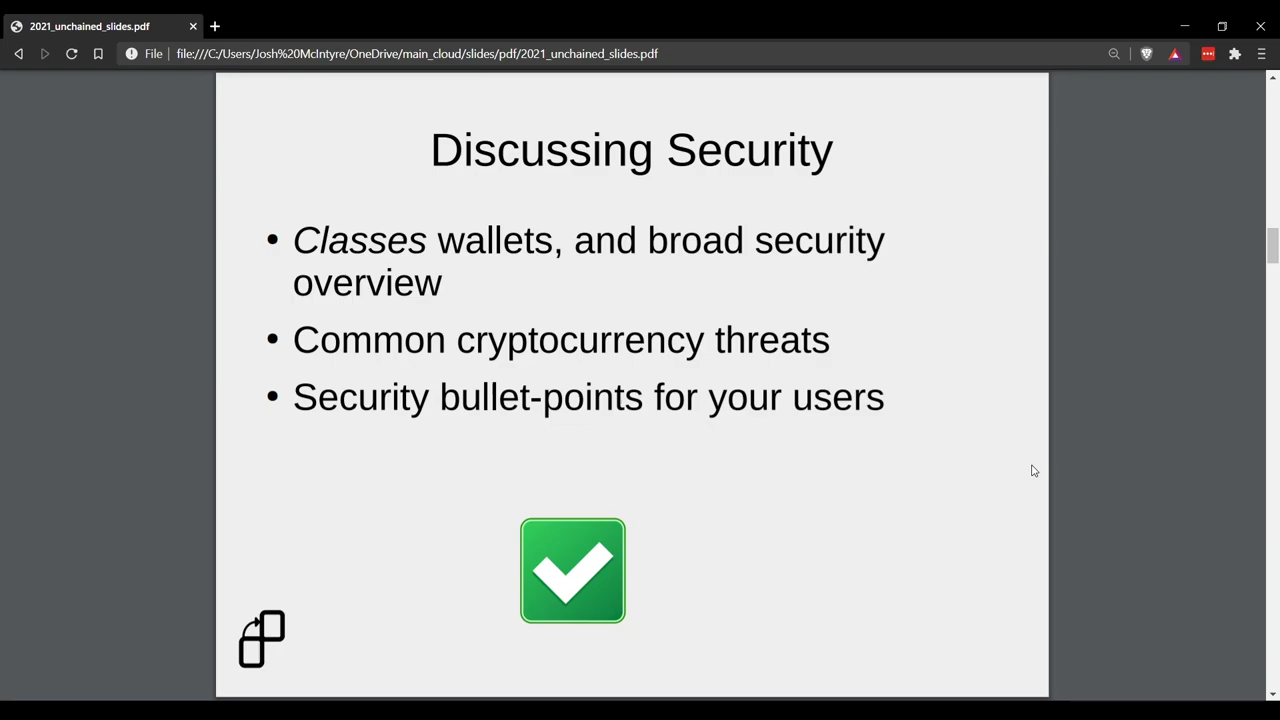 2021_unchained_slides.pdf
File file:///C:/Users/Josh%20McIntyre/OneDrive/main_cloud/slides/pdf/2021_unchained_slides.pdf
Discussing Security
• Classes wallets, and broad security
overview
• Common cryptocurrency threats
• Security bullet-points for your users